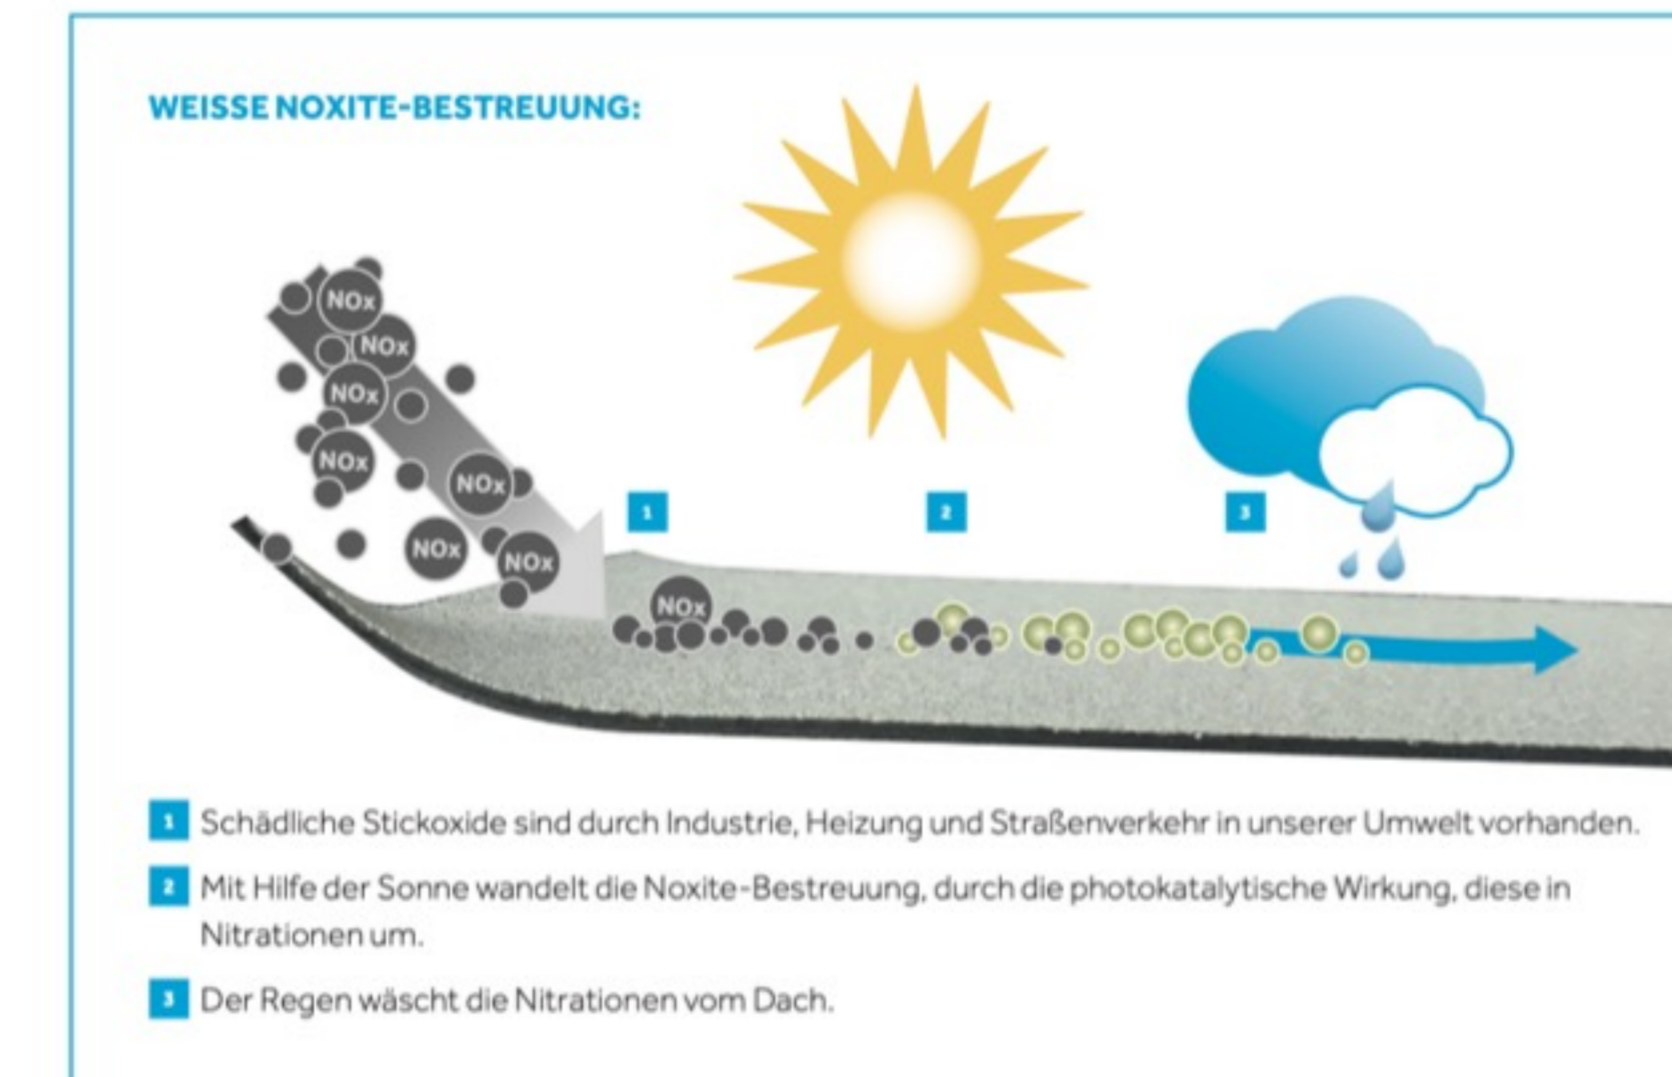 WEISSE NOXITE-BESTREUUNG:
NOx
NOx
NOx
NOx
NOx
NOx
NOx
NOx
1
2
3
1 Schädliche Stickoxide sind durch Industrie, Heizung und Straßenverkehr in unserer Umwelt vorhanden.
2 Mit Hilfe der Sonne wandelt die Noxite-Bestreuung, durch die photokatalytische Wirkung, diese in
Nitrationen um.
3 Der Regen wäscht die Nitrationen vom Dach.